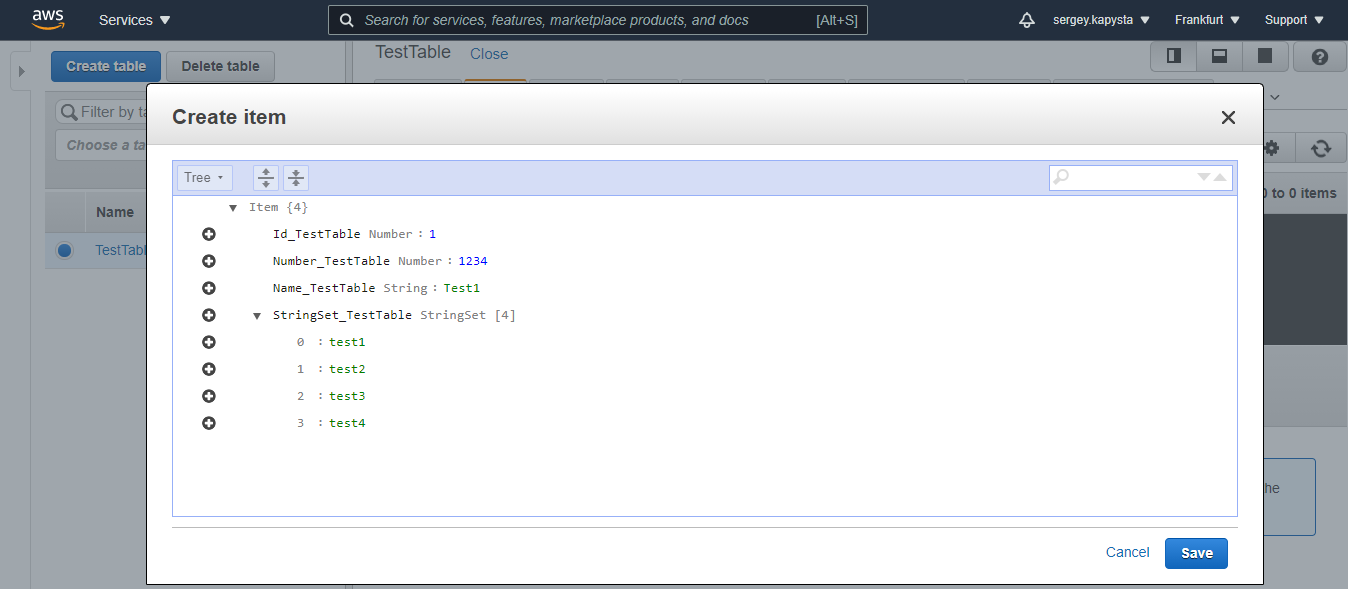 aws Services Search for services, features, marketplace products, and docs [Alt+S] sergey.kapysta Frankfurt Support
Create table Delete table TestTable Close
Create item
Filter by ta
Choose a ta
Name
TestTabl
Tree
Item {4}
Id_TestTable Number : 1
Number_TestTable Number : 1234
Name_TestTable String : Test1
StringSet_TestTable StringSet [4]
0 : test1
1 : test2
2 : test3
3 : test4
to 0 items
he
Cancel Save